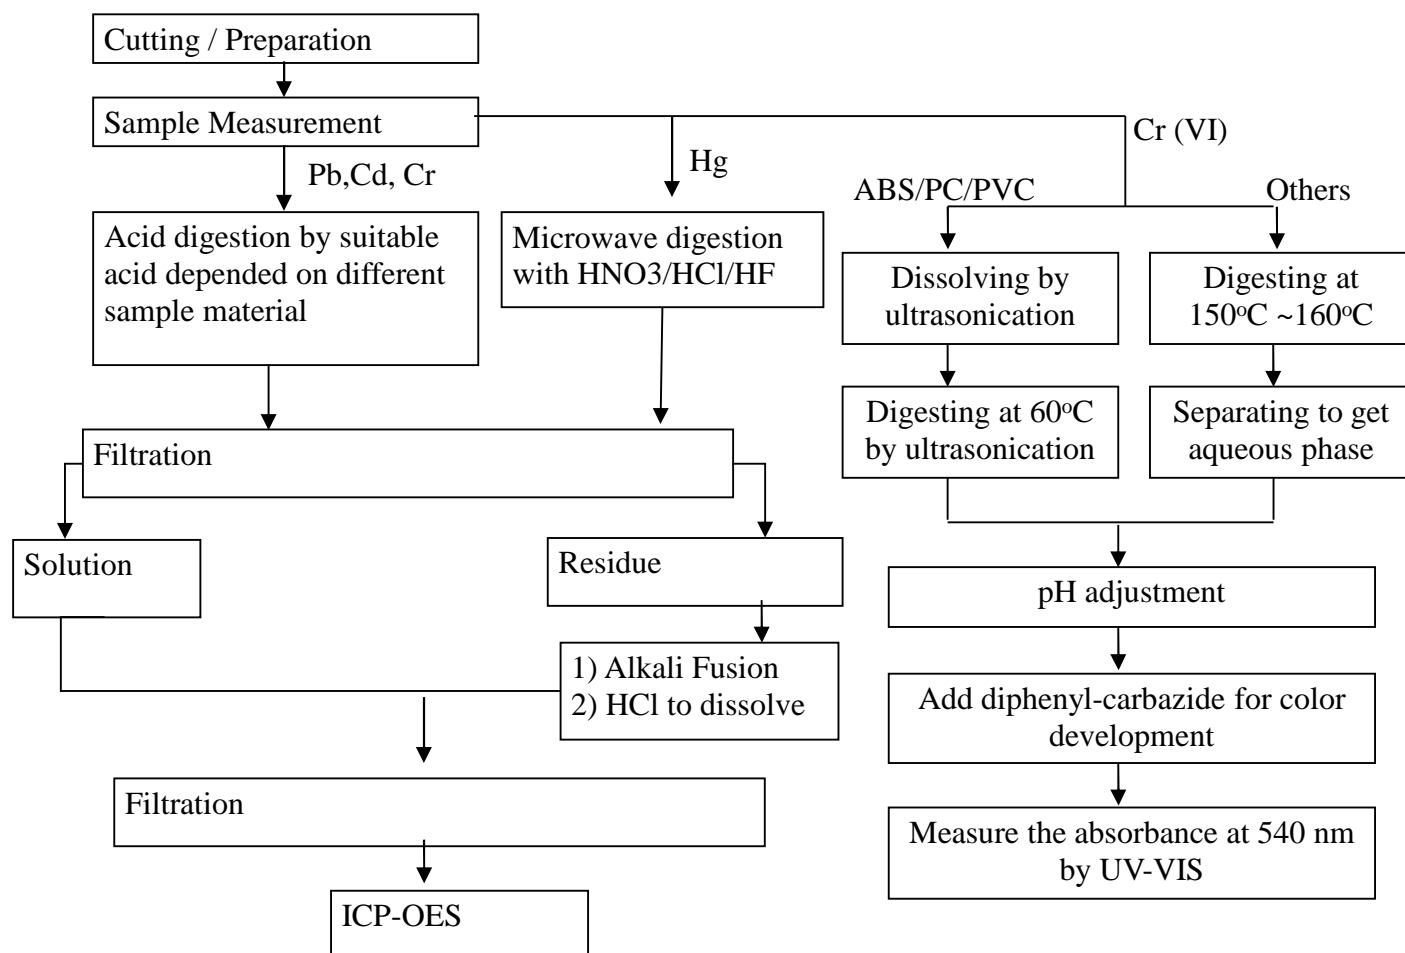 Cutting / Preparation
Sample Measurement
Cr (VI)
Hg
Pb,Cd, Cr
ABS/PC/PVC
Others
Acid digestion by suitable
acid depended on different
sample material
Microwave digestion
with HNO3/HCl/HF
Dissolving by
ultrasonication
Digesting at
150°C ~160°C
Digesting at 60°C
by ultrasonication
Separating to get
aqueous phase
Filtration
Solution
Residue
pH adjustment
1) Alkali Fusion
2) HCl to dissolve
Add diphenyl-carbazide for color
development
Filtration
Measure the absorbance at 540 nm
by UV-VIS
ICP-OES